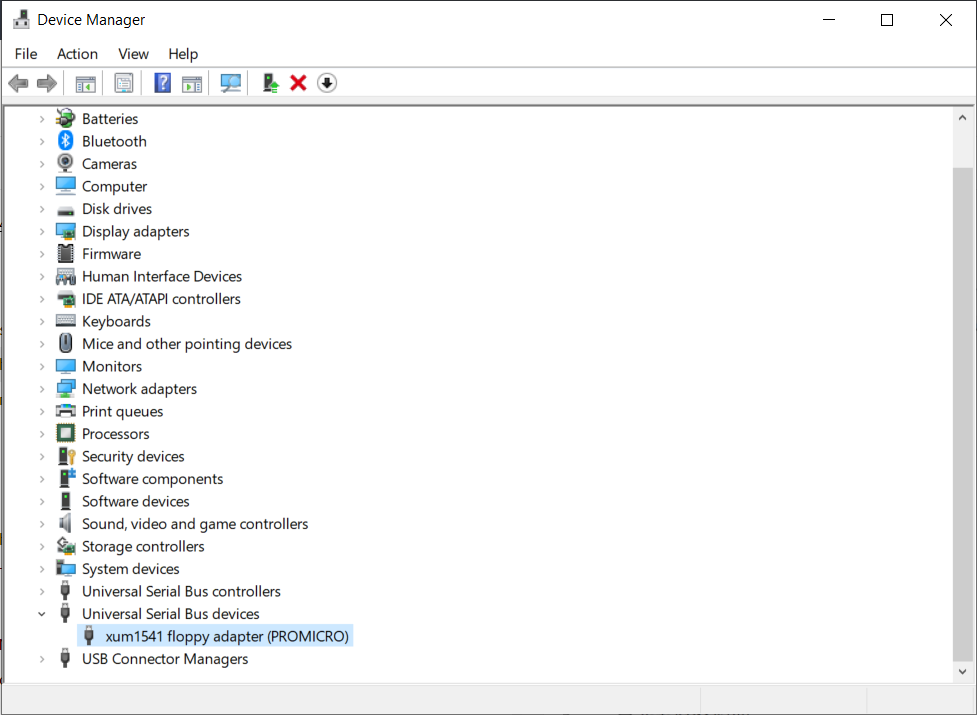 Device Manager
File Action View Help
Batteries
Bluetooth
Cameras
Computer
Disk drives
Display adapters
Firmware
Human Interface Devices
IDE ATA/ATAPI controllers
Keyboards
Mice and other pointing devices
Monitors
Network adapters
Print queues
Processors
Security devices
Software components
Software devices
Sound, video and game controllers
Storage controllers
System devices
Universal Serial Bus controllers
Universal Serial Bus devices
xum1541 floppy adapter (PROMICRO)
USB Connector Managers